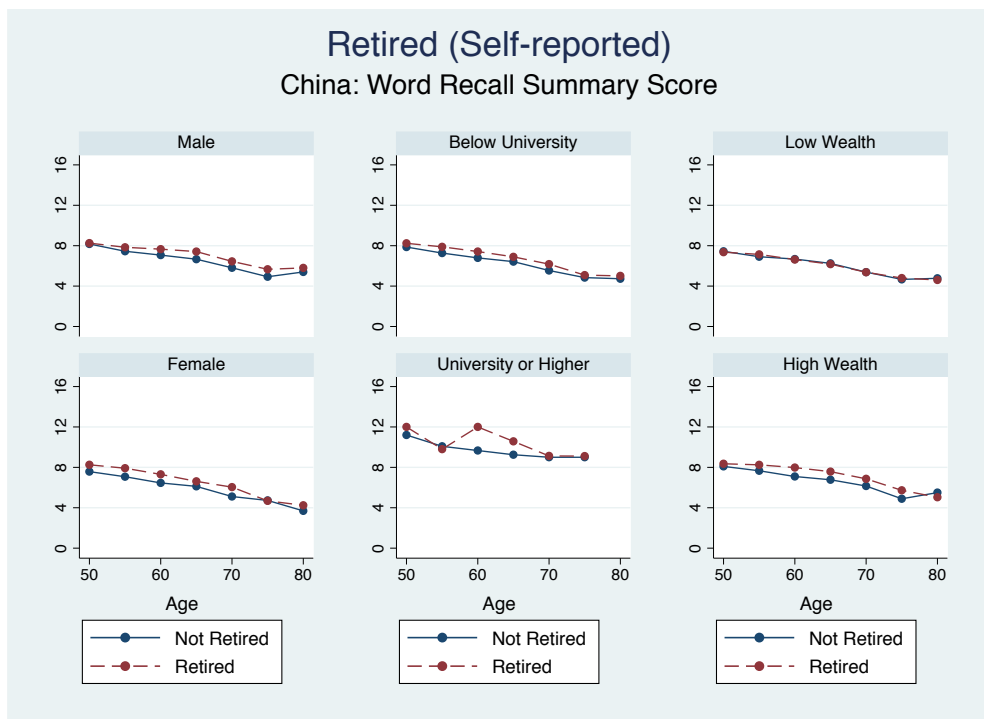 Retired (Self-reported)
China: Word Recall Summary Score
Male
Below University
Low Wealth
16
12
8
4
0
16
12
8
4
0
16
12
8
4
0
Female
University or Higher
High Wealth
16
12
8
4
0
16
12
8
4
0
16
12
8
4
0
50 60 70 80
50 60 70 80
50 60 70 80
Age
Age
Age
Not Retired
Retired
Not Retired
Retired
Not Retired
Retired